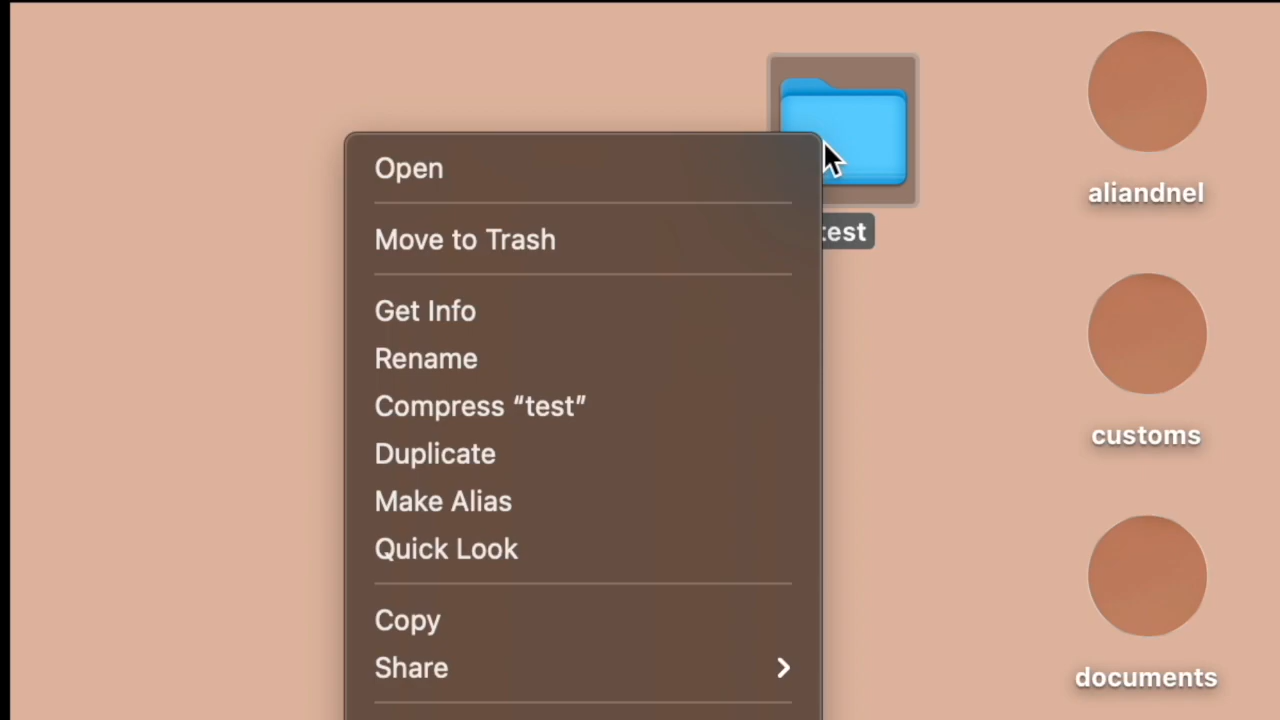 Open
Move to Trash
Get Info
Rename
Compress “test”
Duplicate
Make Alias
Quick Look
Copy
Share
test
aliandnel
customs
documents